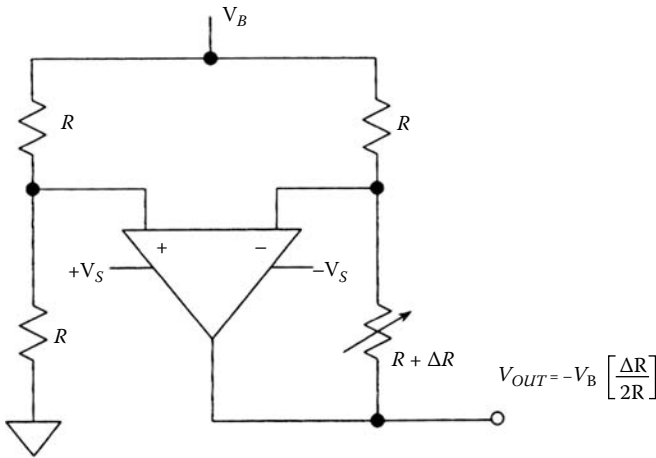 V_B
R
R
+
−
+V_S
−V_S
R
R + ΔR
V_OUT = −V_B [ΔR/2R]